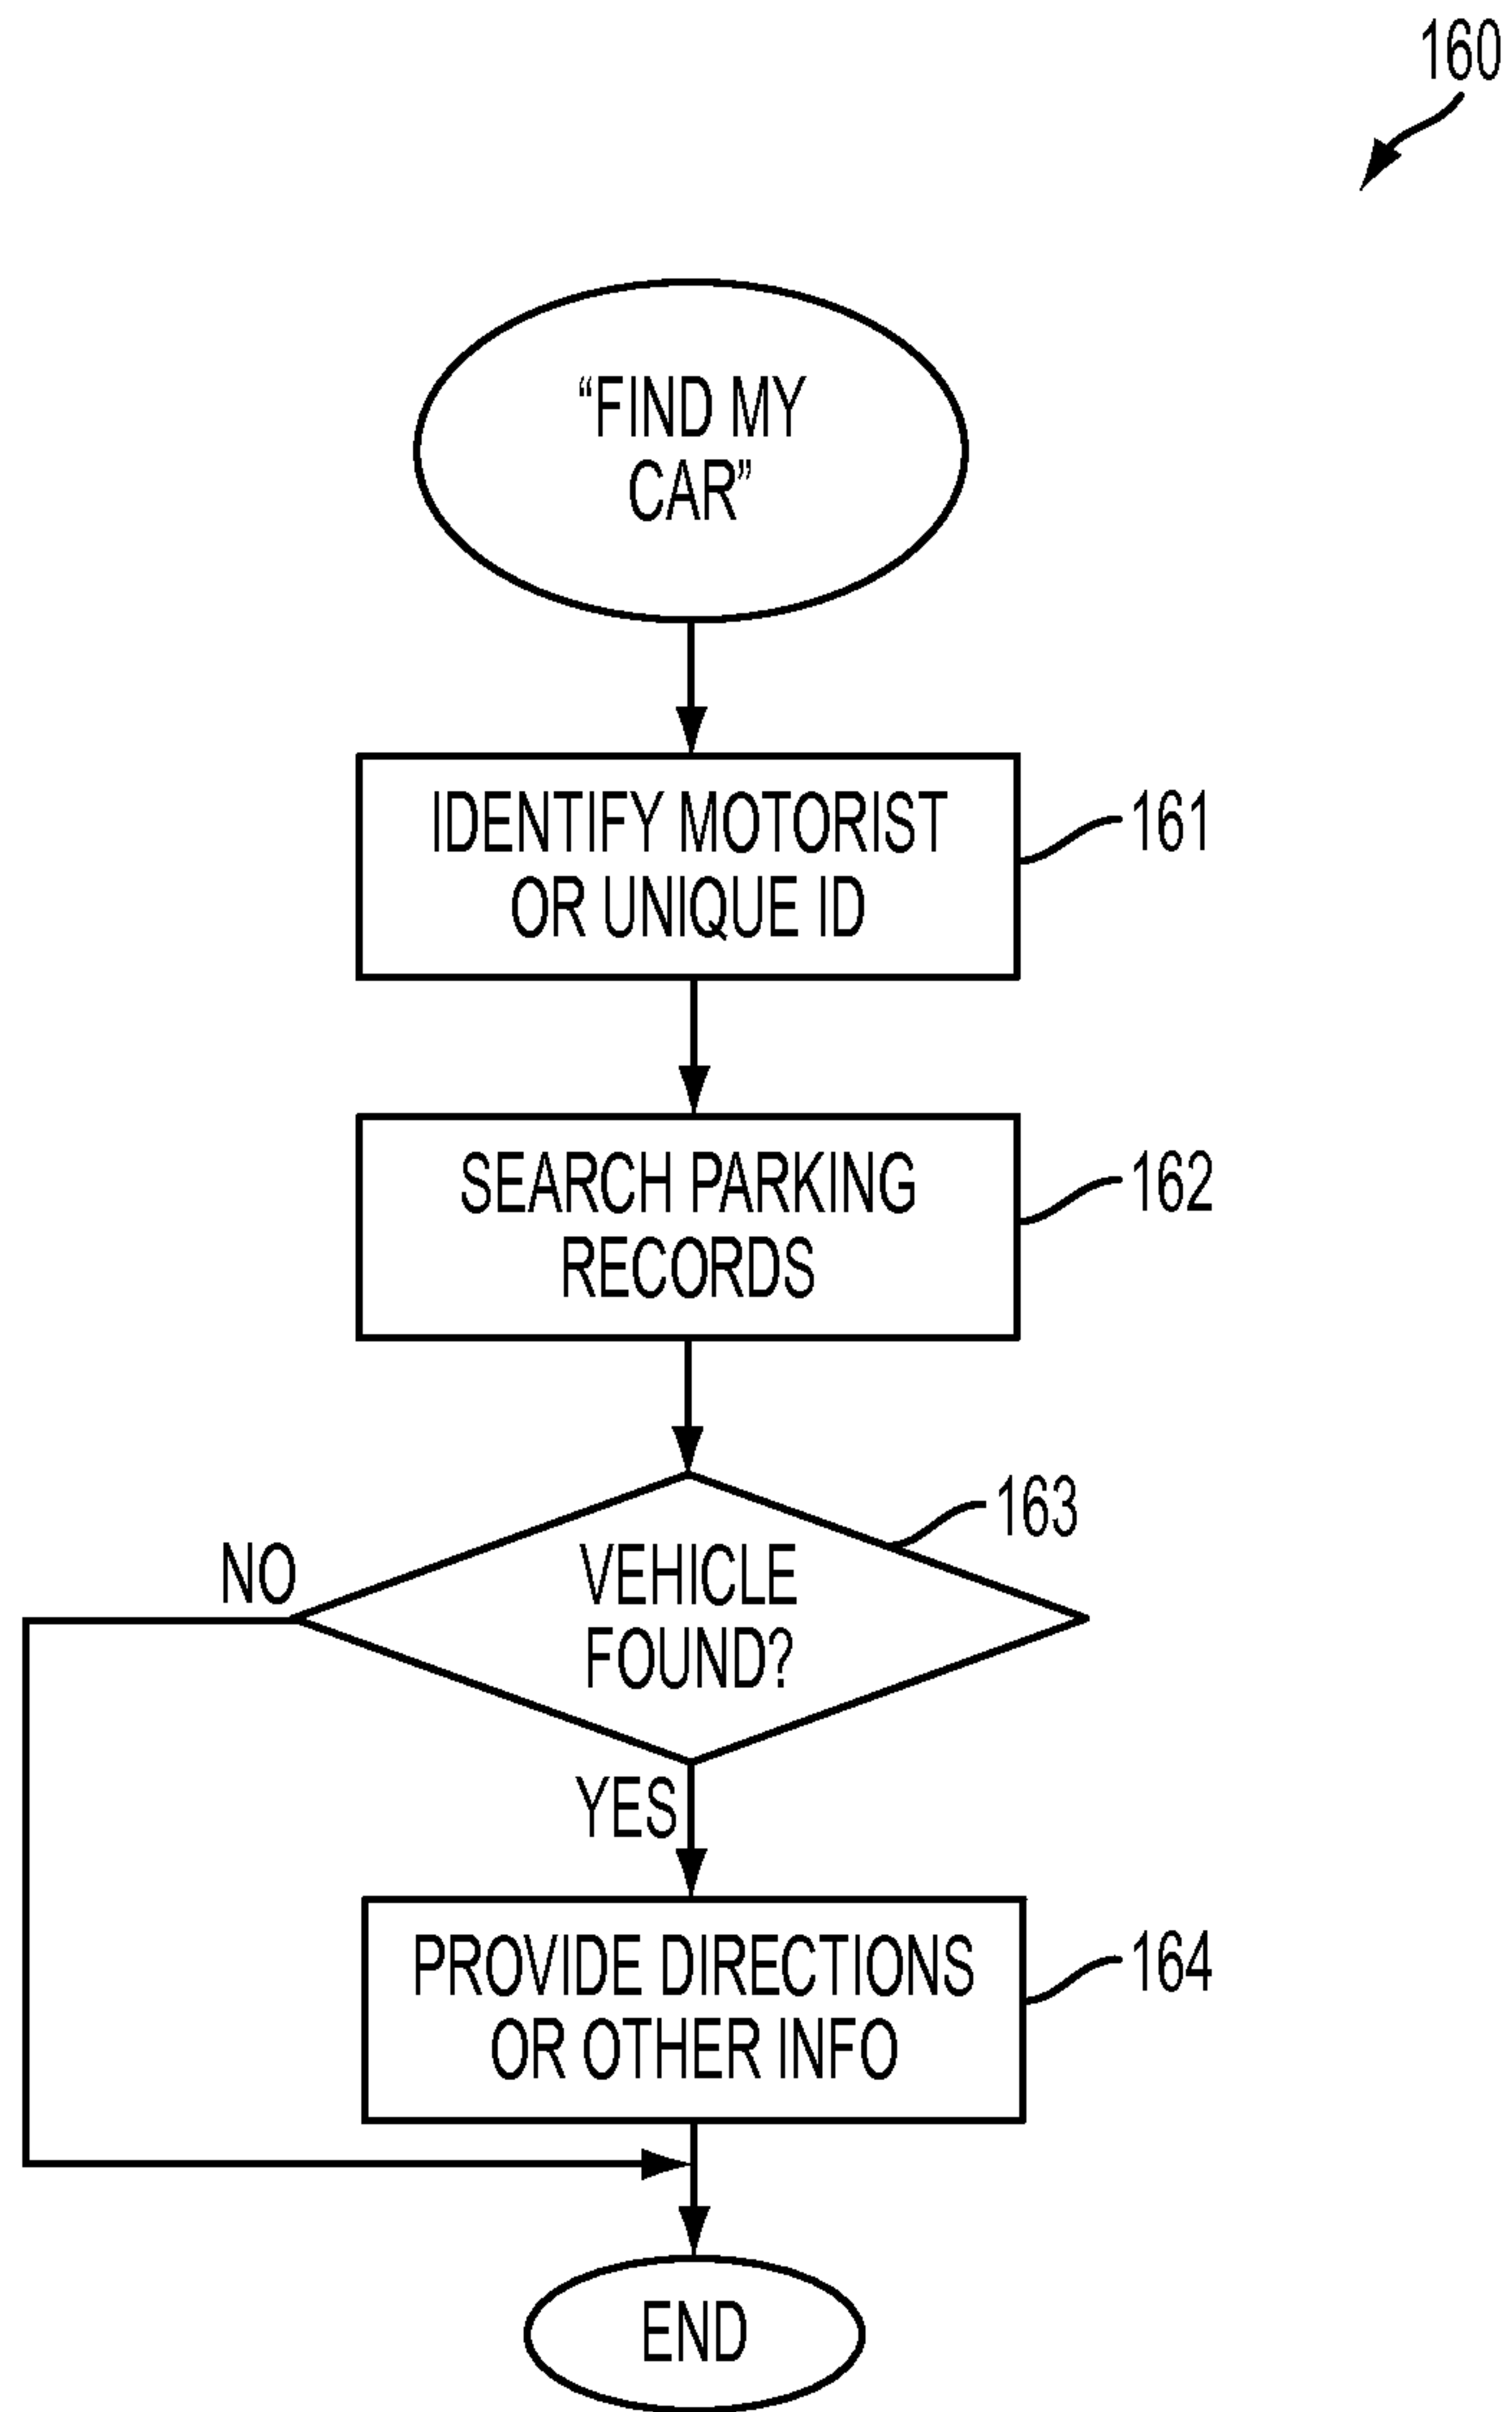 160
“FIND MY
CAR”
IDENTIFY MOTORIST
OR UNIQUE ID
161
SEARCH PARKING
RECORDS
162
163
NO
VEHICLE
FOUND?
YES
PROVIDE DIRECTIONS
OR OTHER INFO
164
END